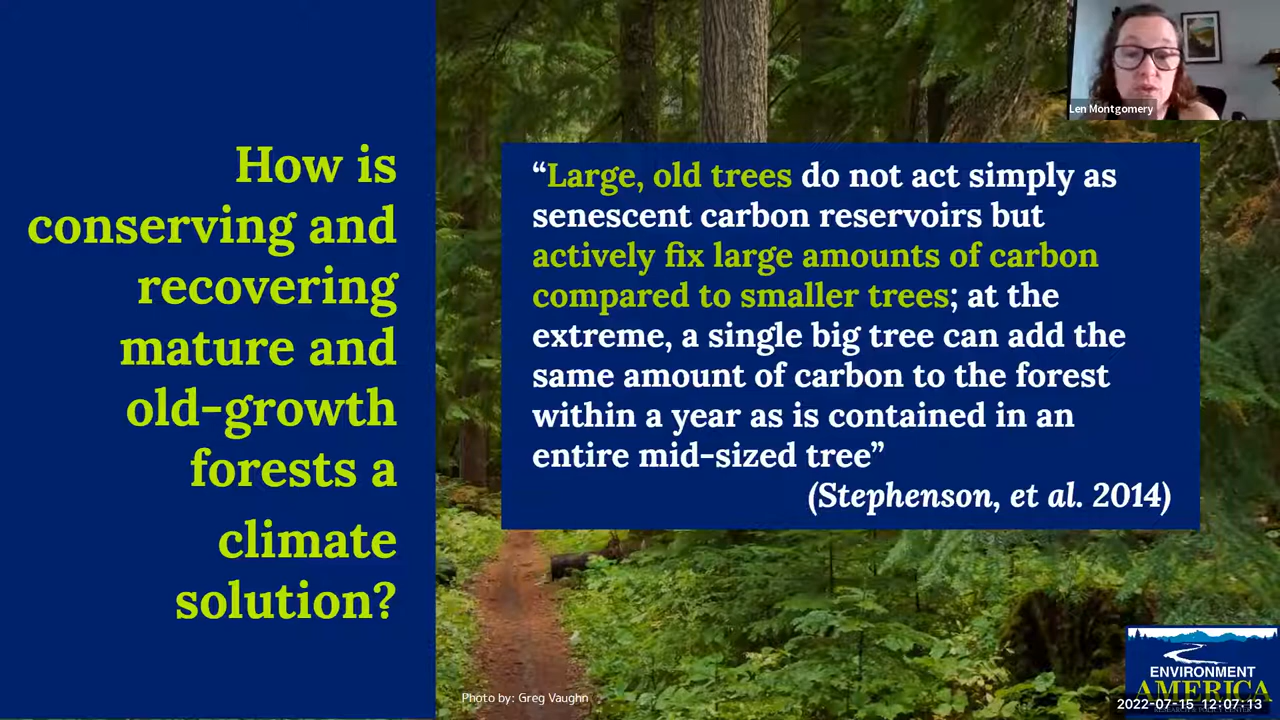 How is
conserving and
recovering
mature and
old-growth
forests a
climate
solution?
“Large, old trees do not act simply as
senescent carbon reservoirs but
actively fix large amounts of carbon
compared to smaller trees; at the
extreme, a single big tree can add the
same amount of carbon to the forest
within a year as is contained in an
entire mid-sized tree”
(Stephenson, et al. 2014)
Len Montgomery
Photo by: Greg Vaughn
ENVIRONMENT
AMERICA
RESEARCH & POLICY CENTER
2022-07-15 12:07:13